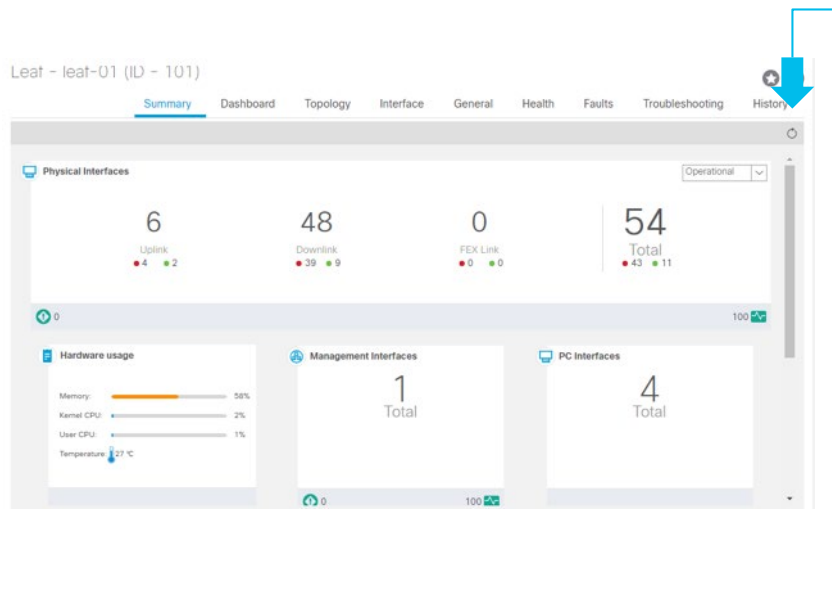 Leaf - leaf-01 (ID - 101)
Summary Dashboard Topology Interface General Health Faults Troubleshooting History
Physical Interfaces Operational
6 48 0 54
Uplink Downlink FEX Link Total
4 2 39 9 0 0 43 11
0 100
Hardware usage Management Interfaces PC Interfaces
1 4
Total Total
Memory: 58%
Kernel CPU: 2%
User CPU: 1%
Temperature: 27 °C
0 100